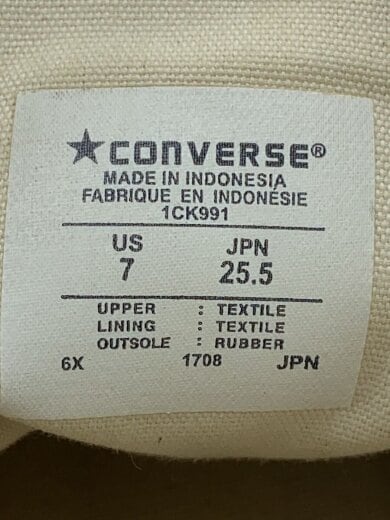 ★CONVERSE®
MADE IN INDONESIA
FABRIQUE EN INDONÉSIE
1CK991
US JPN
7 25.5
UPPER : TEXTILE
LINING : TEXTILE
OUTSOLE : RUBBER
6X 1708 JPN